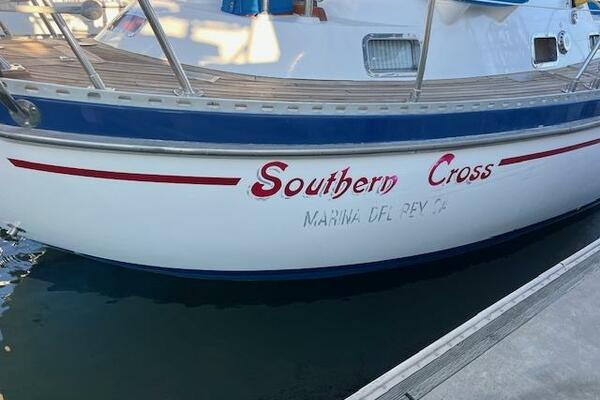 Southern Cross
MARINA DEL REY, CA